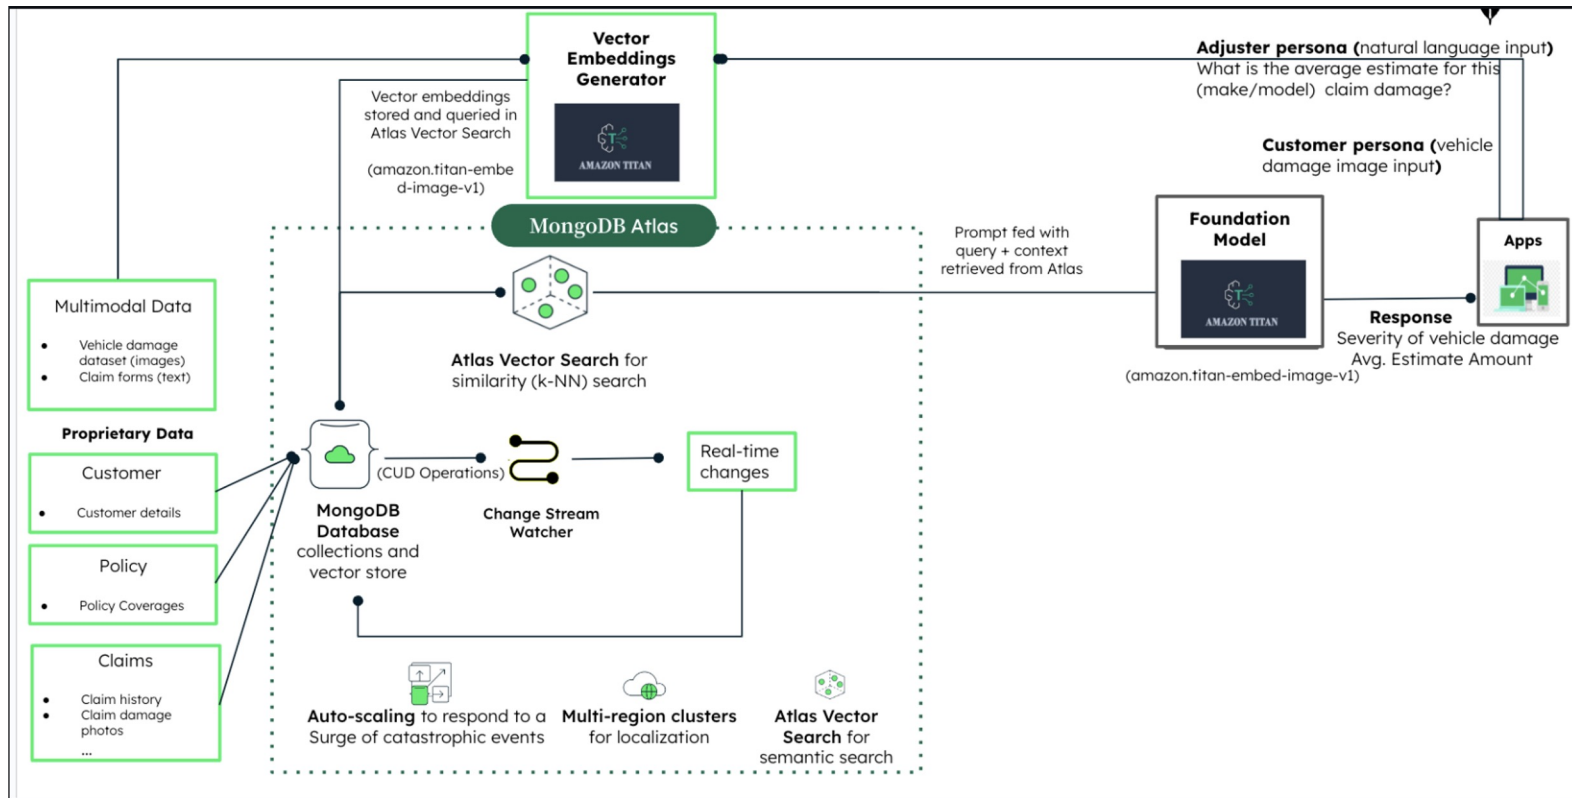 Vector
Embeddings
Generator
AMAZON TITAN
Adjuster persona (natural language input)
What is the average estimate for this
(make/model) claim damage?
Customer persona (vehicle
damage image input)
Vector embeddings
stored and queried in
Atlas Vector Search
(amazon.titan-embe
d-image-v1)
MongoDB Atlas
Prompt fed with
query + context
retrieved from Atlas
Foundation
Model
AMAZON TITAN
(amazon.titan-embed-image-v1)
Apps
Response
Severity of vehicle damage
Avg. Estimate Amount
Multimodal Data
Vehicle damage
dataset (images)
Claim forms (text)
Atlas Vector Search for
similarity (k-NN) search
Proprietary Data
Customer
Customer details
Policy
Policy Coverages
Claims
Claim history
Claim damage
photos
...
(CUD Operations)
MongoDB
Database
collections and
vector store
Change Stream
Watcher
Real-time
changes
Auto-scaling to respond to a
Surge of catastrophic events
Multi-region clusters
for localization
Atlas Vector
Search for
semantic search